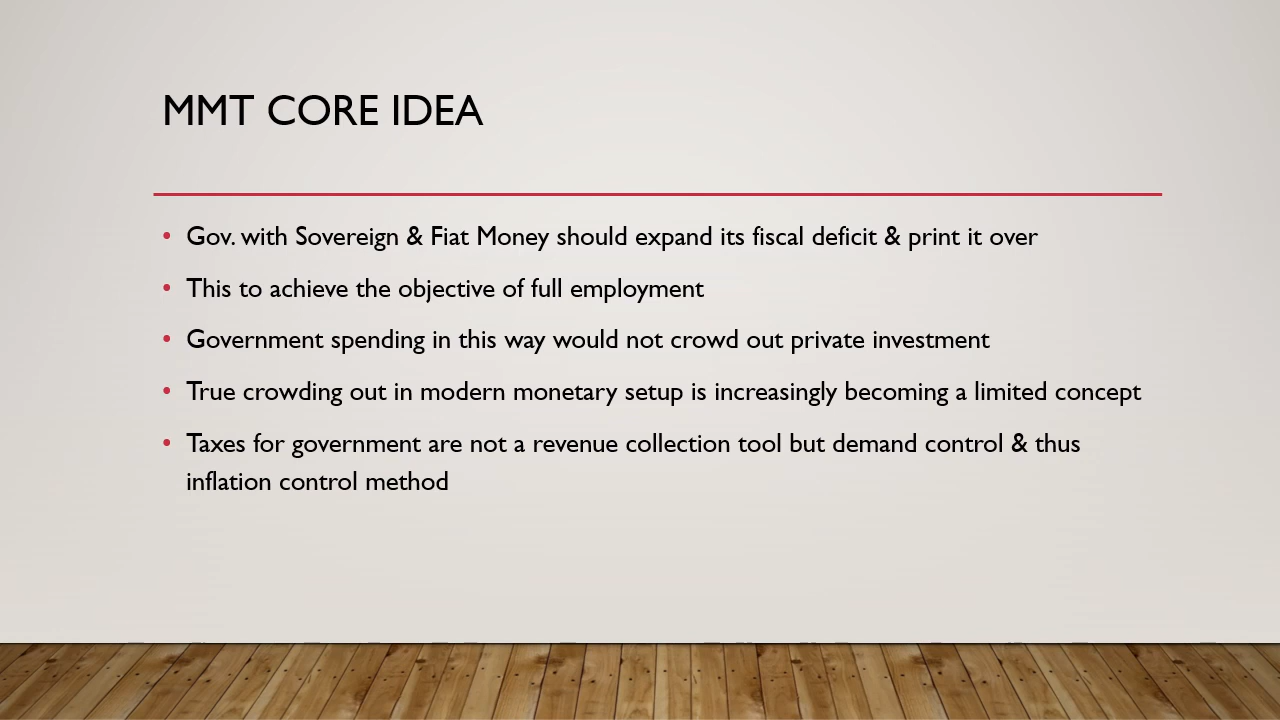 MMT CORE IDEA
• Gov. with Sovereign & Fiat Money should expand its fiscal deficit & print it over
• This to achieve the objective of full employment
• Government spending in this way would not crowd out private investment
• True crowding out in modern monetary setup is increasingly becoming a limited concept
• Taxes for government are not a revenue collection tool but demand control & thus
inflation control method